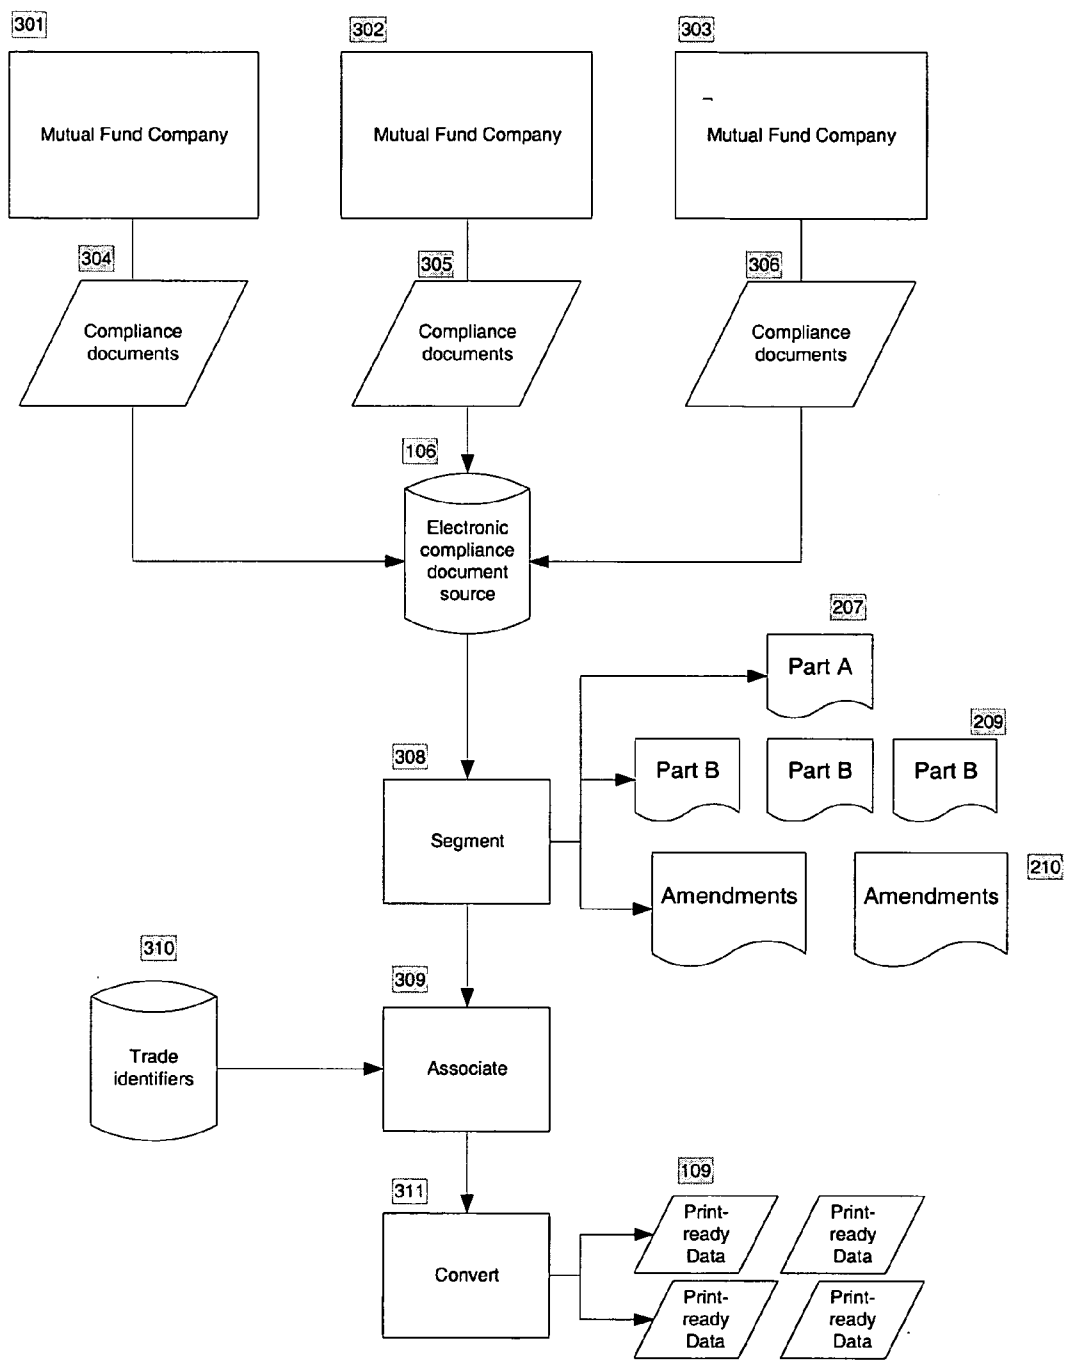 301
302
303
Mutual Fund Company
Mutual Fund Company
Mutual Fund Company
304
305
306
Compliance
documents
Compliance
documents
Compliance
documents
106
Electronic
compliance
document
source
207
Part A
209
Part B
Part B
Part B
308
Segment
210
Amendments
Amendments
310
Trade
identifiers
309
Associate
311
Convert
109
Print-
ready
Data
Print-
ready
Data
Print-
ready
Data
Print-
ready
Data